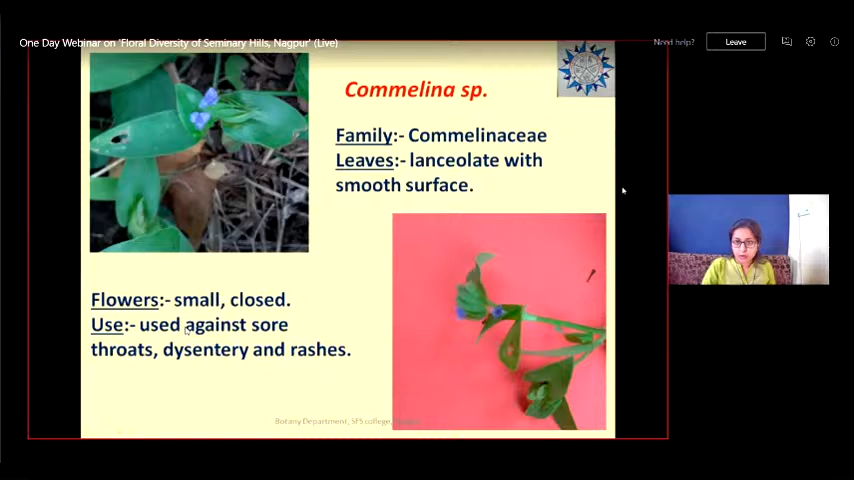 One Day Webinar on 'Floral Diversity of Seminary Hills, Nagpur' (Live)
Need help?
Leave
Commelina sp.
Family:- Commelinaceae
Leaves:- lanceolate with
smooth surface.
Flowers:- small, closed.
Use:- used against sore
throats, dysentery and rashes.
Botany Department, SFS college,